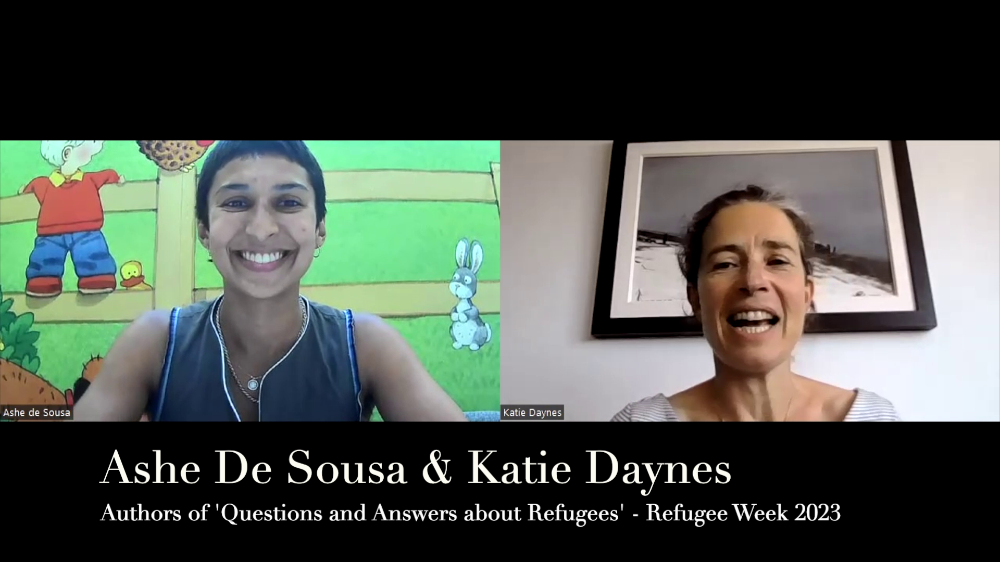 Ashe de Sousa
Katie Daynes
Ashe De Sousa & Katie Daynes
Authors of 'Questions and Answers about Refugees' - Refugee Week 2023